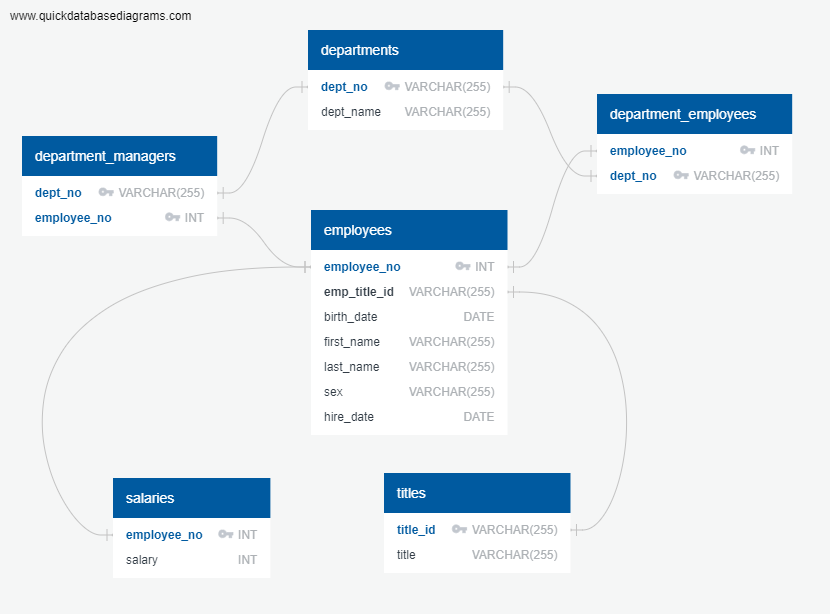 www.quickdatabasediagrams.com
departments
dept_no VARCHAR(255)
dept_name VARCHAR(255)
department_employees
employee_no INT
dept_no VARCHAR(255)
department_managers
dept_no VARCHAR(255)
employee_no INT
employees
employee_no INT
emp_title_id VARCHAR(255)
birth_date DATE
first_name VARCHAR(255)
last_name VARCHAR(255)
sex VARCHAR(255)
hire_date DATE
salaries
employee_no INT
salary INT
titles
title_id VARCHAR(255)
title VARCHAR(255)